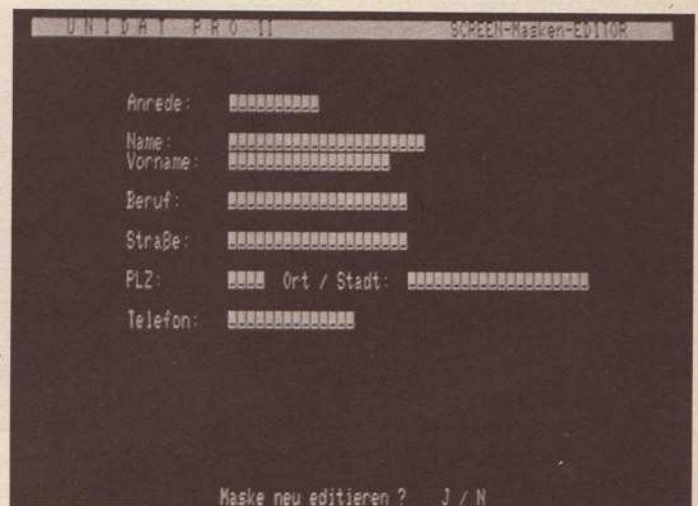 UNIDAT PRO II SCREEN-Masken-EDITOR
Anrede:
Name:
Vorname:
Beruf:
Straße:
PLZ: Ort / Stadt:
Telefon:
Maske neu editieren ? J / N